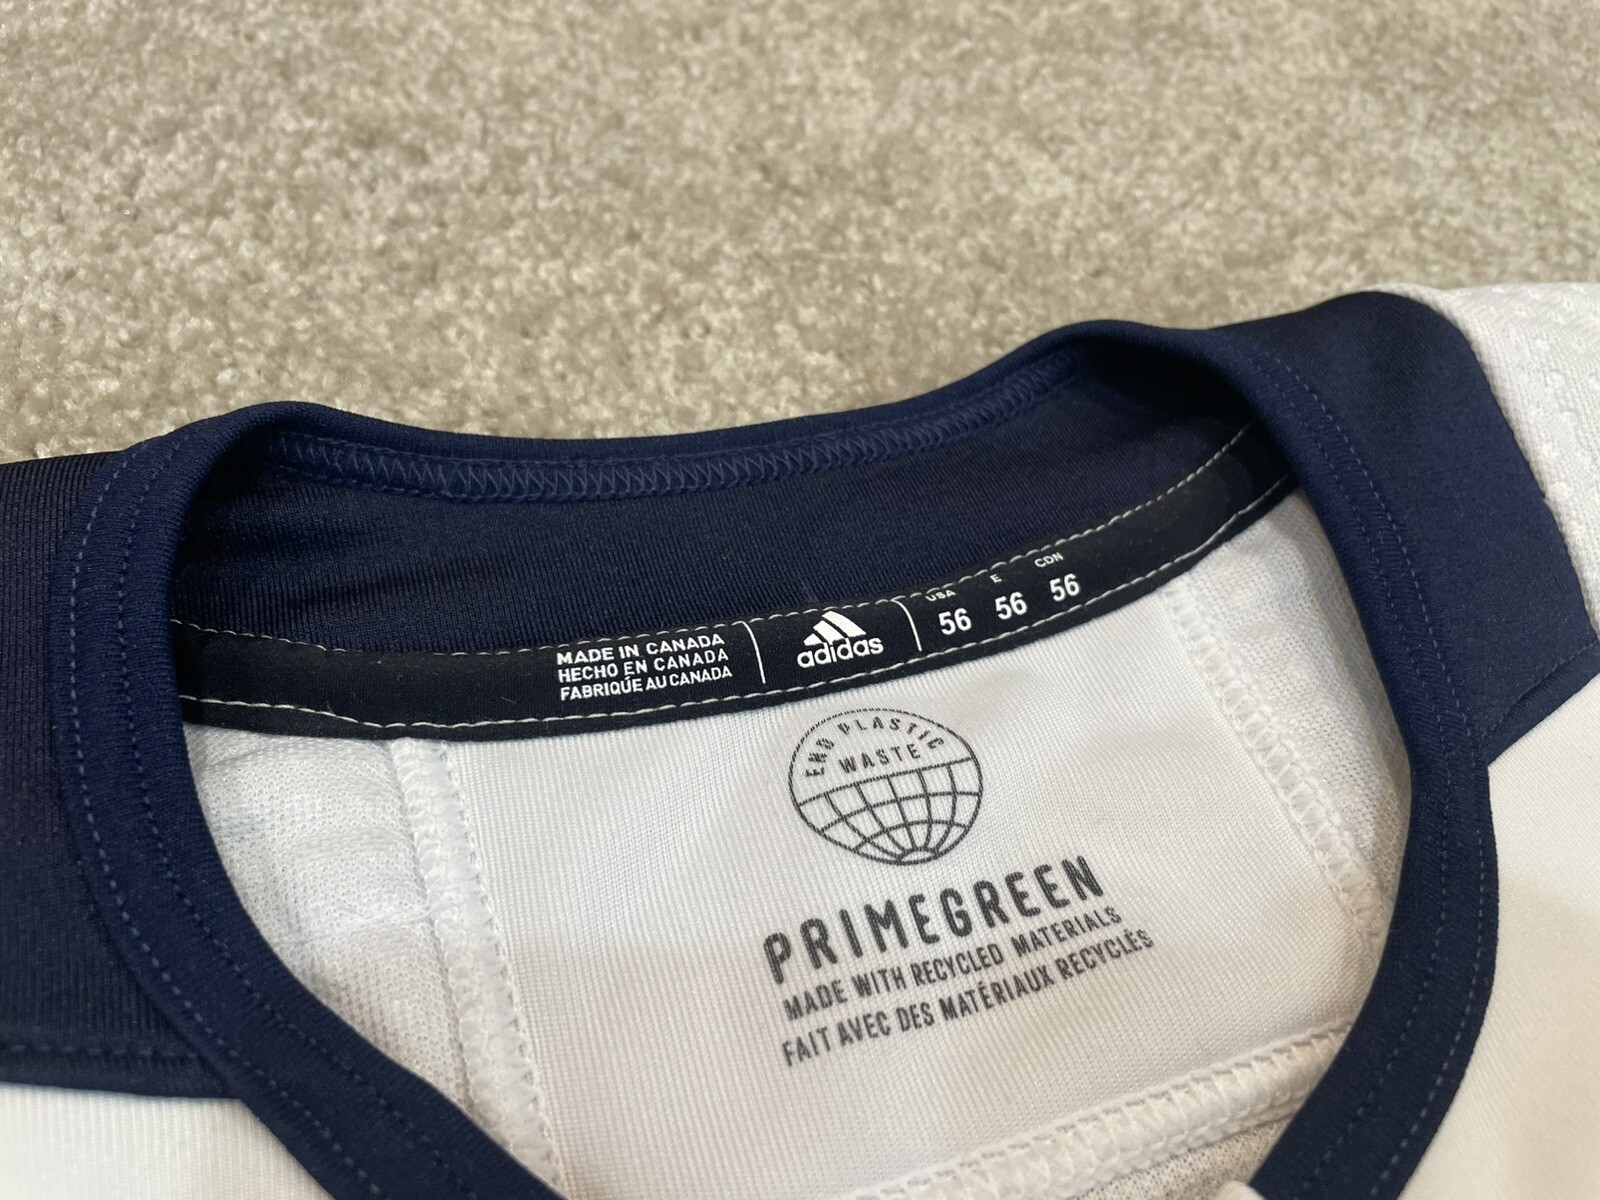 MADE IN CANADA
HECHO EN CANADA
FABRIQUÉ AU CANADA
adidas
USA E CDN
56 56 56
END PLASTIC
WASTE
PRIMEGREEN
MADE WITH RECYCLED MATERIALS
FAIT AVEC DES MATÉRIAUX RECYCLÉS